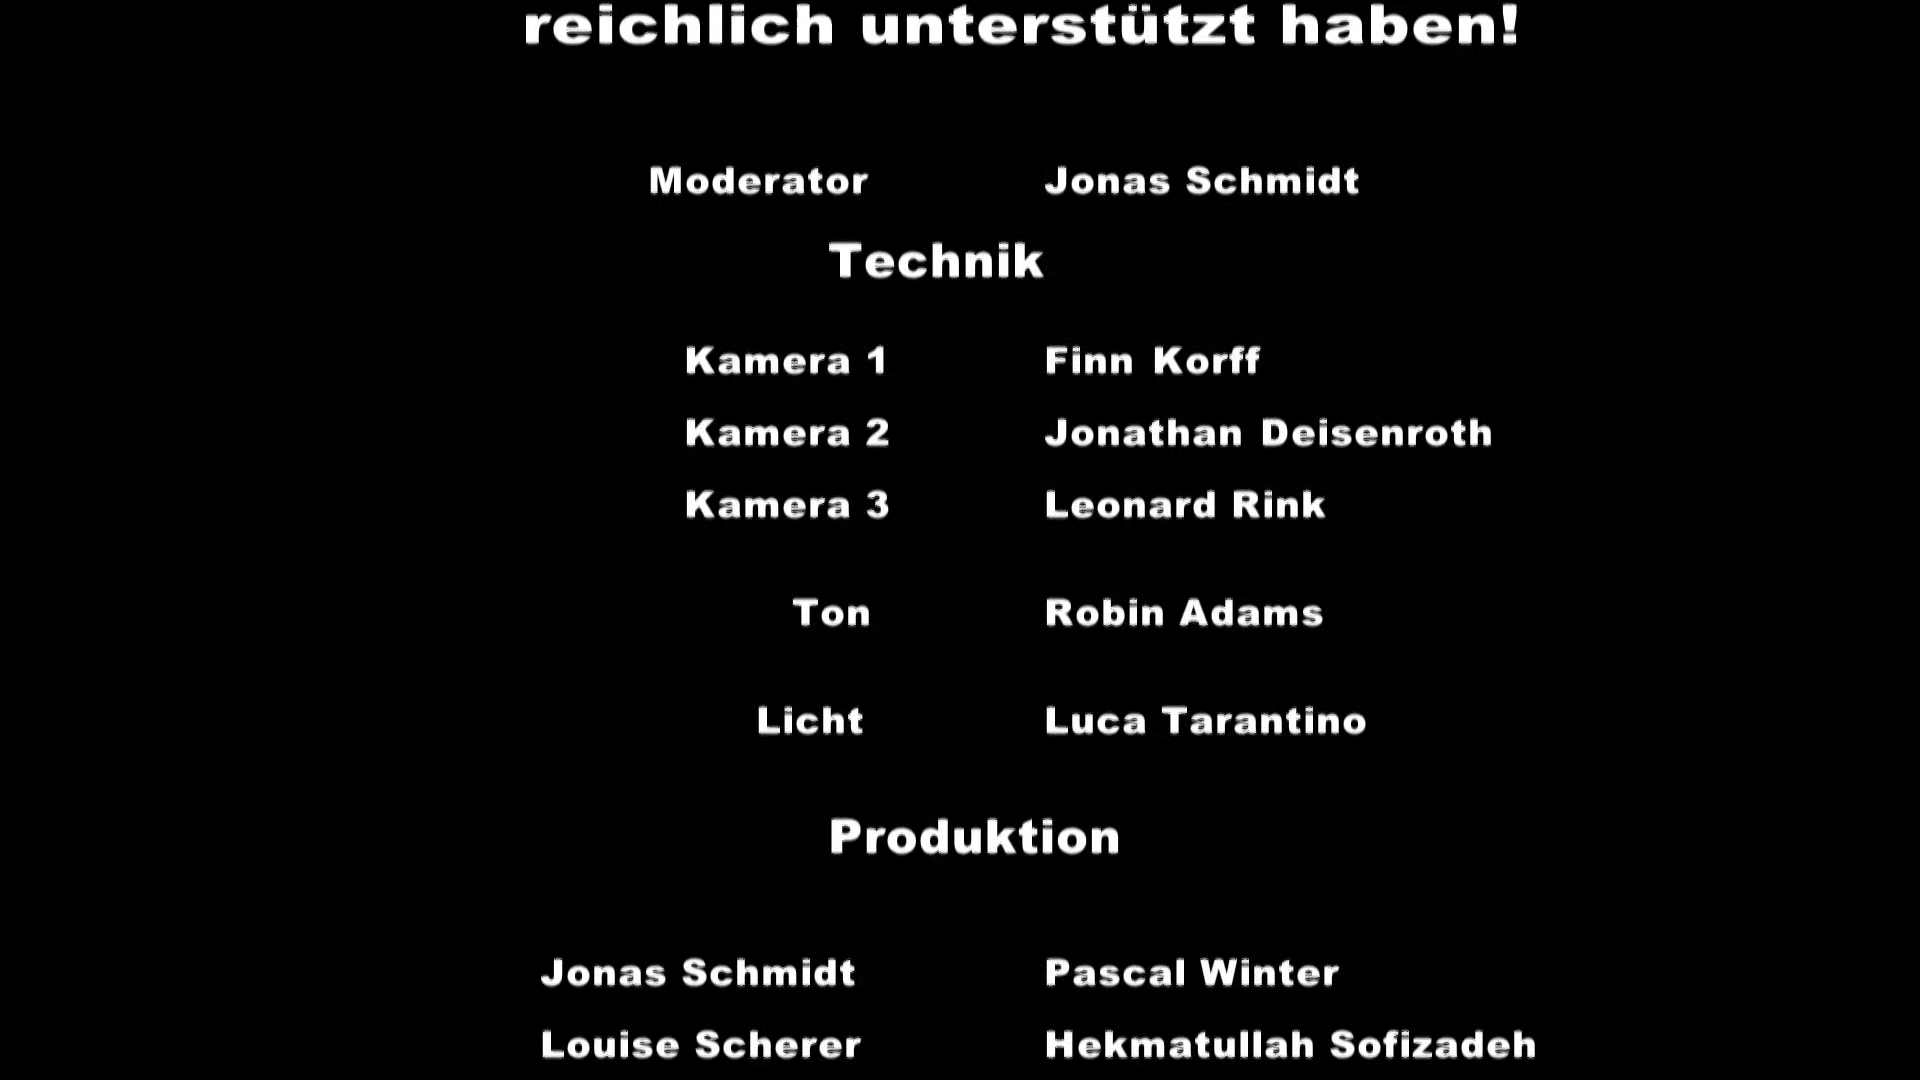 reichlich unterstützt haben!
Moderator Jonas Schmidt
Technik
Kamera 1 Finn Korff
Kamera 2 Jonathan Deisenroth
Kamera 3 Leonard Rink
Ton Robin Adams
Licht Luca Tarantino
Produktion
Jonas Schmidt Pascal Winter
Louise Scherer Hekmatullah Sofizadeh